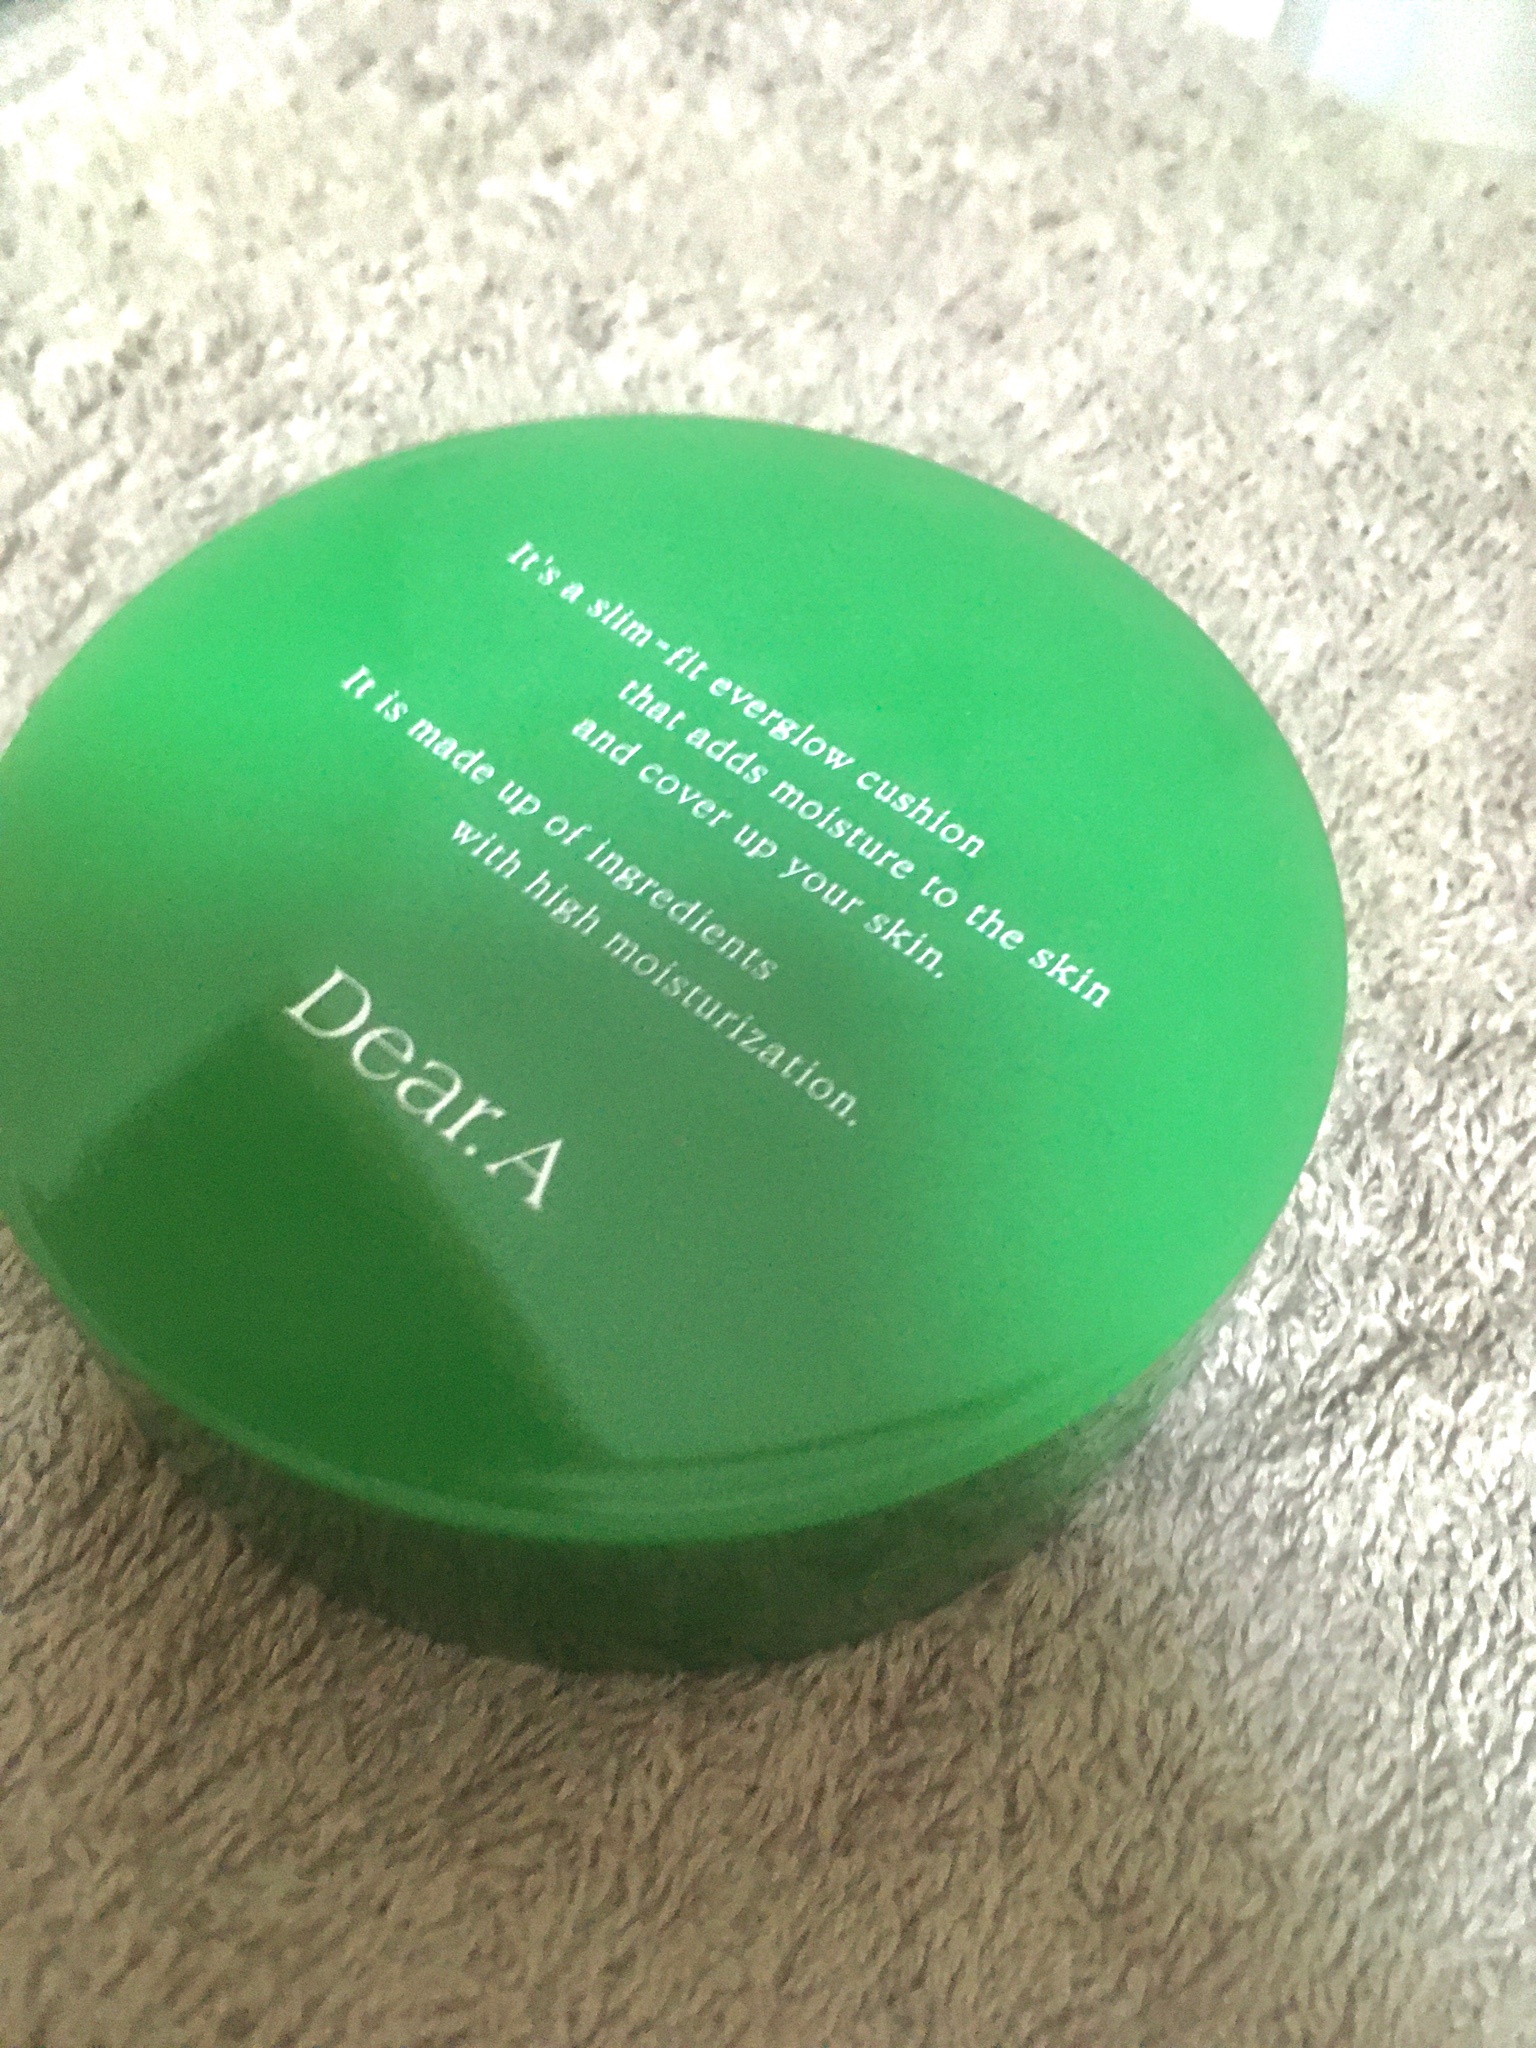 It's a slim-fit everglow cushion
that adds moisture to the skin
and cover up your skin.
It is made up of ingredients
with high moisturization.
Dear.A